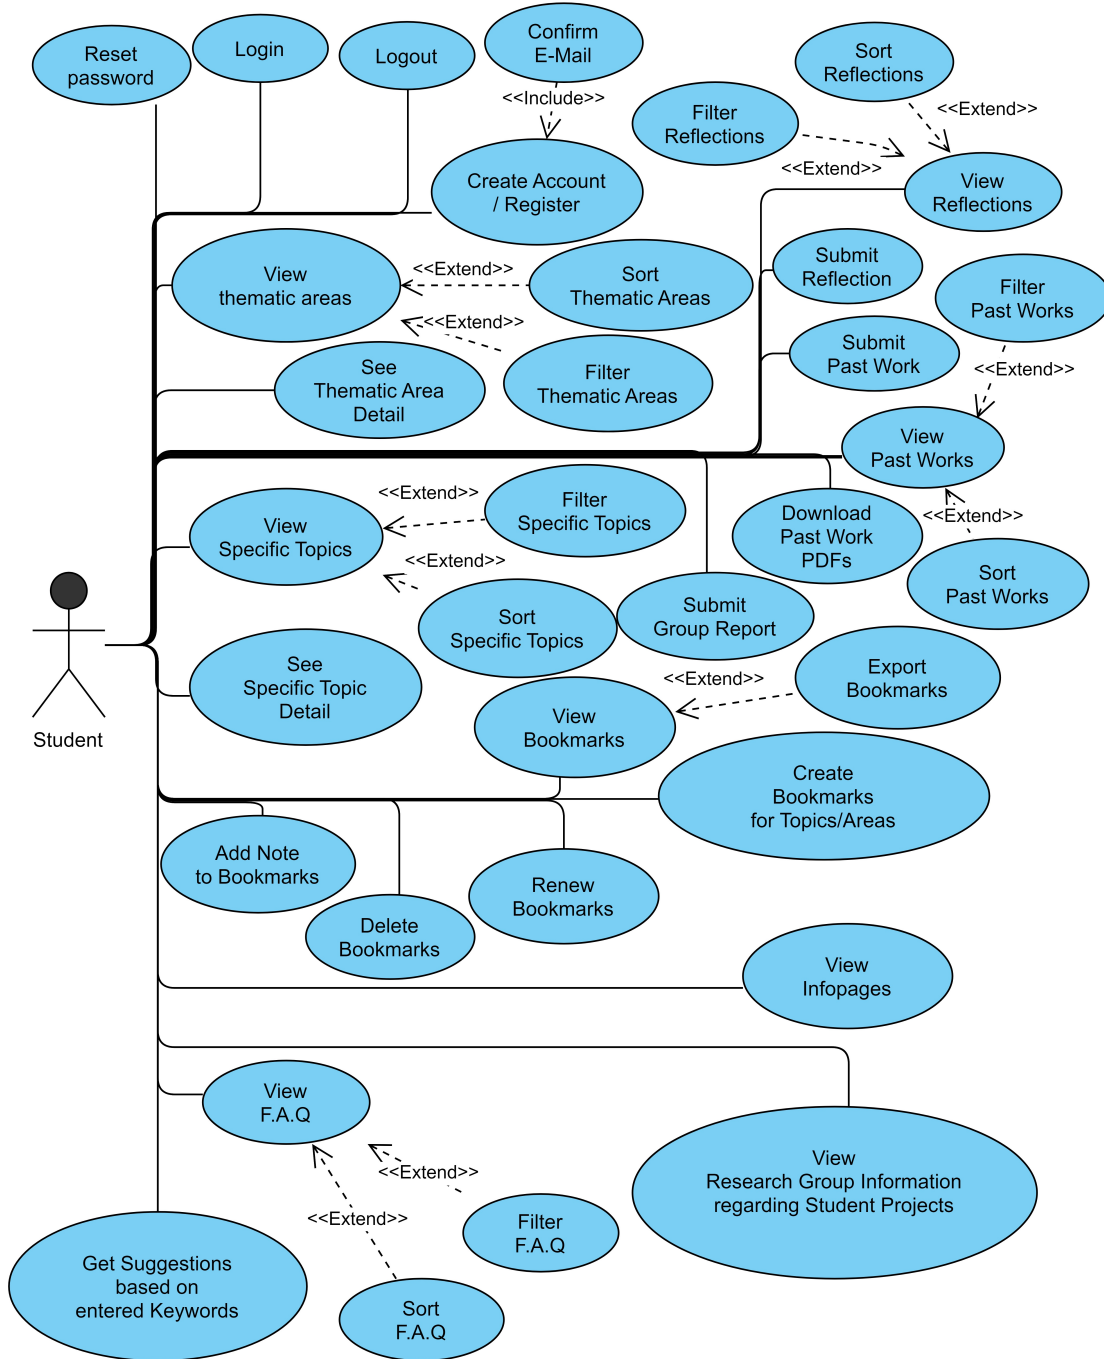 Reset
password
Login
Logout
Confirm
E-Mail
Sort
Reflections
<<Include>>
<<Extend>>
Filter
Reflections
<<Extend>>
Create Account
/ Register
View
Reflections
View
thematic areas
<<Extend>>
Sort
Thematic Areas
Submit
Reflection
Filter
Past Works
<<Extend>>
See
Thematic Area
Detail
Filter
Thematic Areas
Submit
Past Work
<<Extend>>
View
Past Works
View
Specific Topics
<<Extend>>
Filter
Specific Topics
Download
Past Work
PDFs
<<Extend>>
<<Extend>>
Sort
Specific Topics
Submit
Group Report
Sort
Past Works
Student
See
Specific Topic
Detail
View
Bookmarks
<<Extend>>
Export
Bookmarks
Create
Bookmarks
for Topics/Areas
Add Note
to Bookmarks
Delete
Bookmarks
Renew
Bookmarks
View
Infopages
View
F.A.Q
<<Extend>>
<<Extend>>
Filter
F.A.Q
View
Research Group Information
regarding Student Projects
Get Suggestions
based on
entered Keywords
Sort
F.A.Q